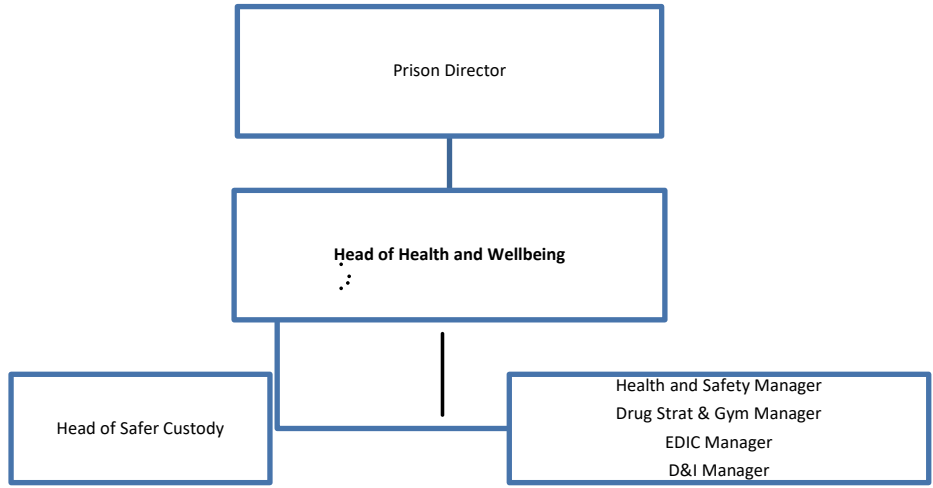 Prison Director
Head of Health and Wellbeing
Head of Safer Custody
Health and Safety Manager
Drug Strat & Gym Manager
EDIC Manager
D&I Manager